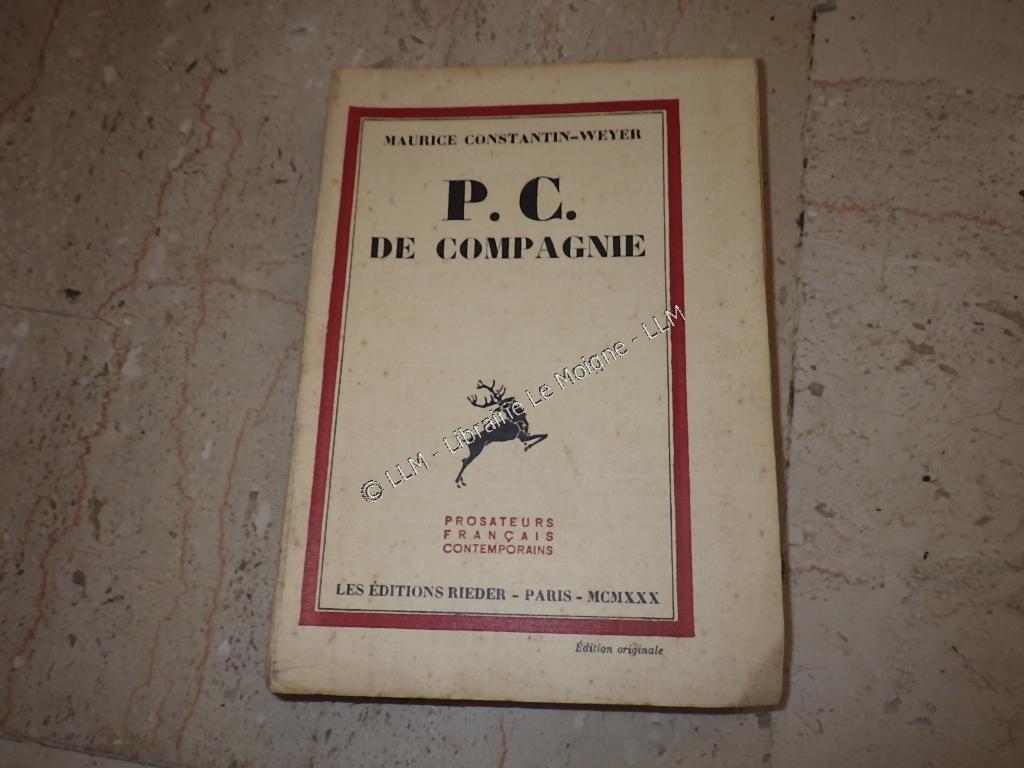 MAURICE CONSTANTIN-WEYER
P. C.
DE COMPAGNIE
© LLM - Librairie Le Moigne - LLM
PROSATEURS
FRANÇAIS
CONTEMPORAINS
LES ÉDITIONS RIEDER - PARIS - MCMXXX
Édition originale